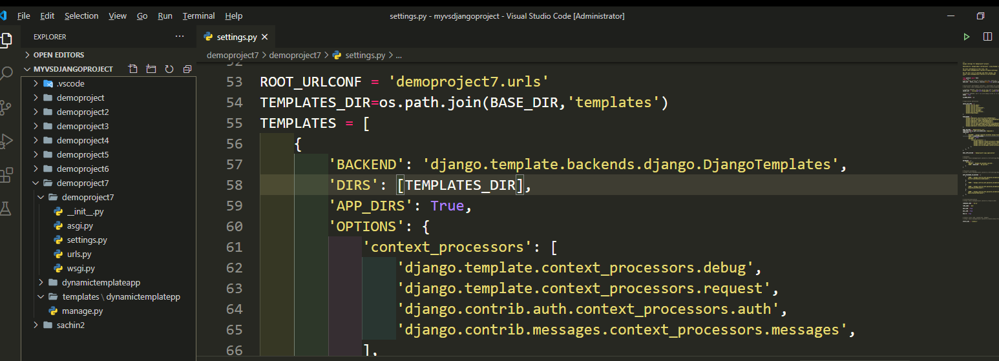 File Edit Selection View Go Run Terminal Help
settings.py - myvsdjangoproject - Visual Studio Code [Administrator]
EXPLORER
OPEN EDITORS
MYVSDJANGOPROJECT
.vscode
demoproject
demoproject2
demoproject3
demoproject4
demoproject5
demoproject6
demoproject7
demoproject7
__init__.py
asgi.py
settings.py
urls.py
wsgi.py
dynamictemplateapp
templates \ dynamictemplatepp
manage.py
sachin2
settings.py
demoproject7 > demoproject7 > settings.py > ...
52
53 ROOT_URLCONF = 'demoproject7.urls'
54 TEMPLATES_DIR=os.path.join(BASE_DIR,'templates')
55 TEMPLATES = [
56 {
57 'BACKEND': 'django.template.backends.django.DjangoTemplates',
58 'DIRS': [TEMPLATES_DIR],
59 'APP_DIRS': True,
60 'OPTIONS': {
61 'context_processors': [
62 'django.template.context_processors.debug',
63 'django.template.context_processors.request',
64 'django.contrib.auth.context_processors.auth',
65 'django.contrib.messages.context_processors.messages',
66 ],